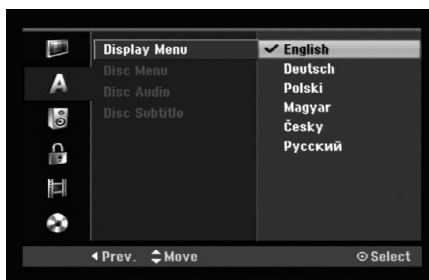 Display Menu
Disc Menu
Disc Audio
Disc Subtitle
✔ English
Deutsch
Polski
Magyar
Česky
Русский
A
◀ Prev. ▲▼ Move ⊙ Select